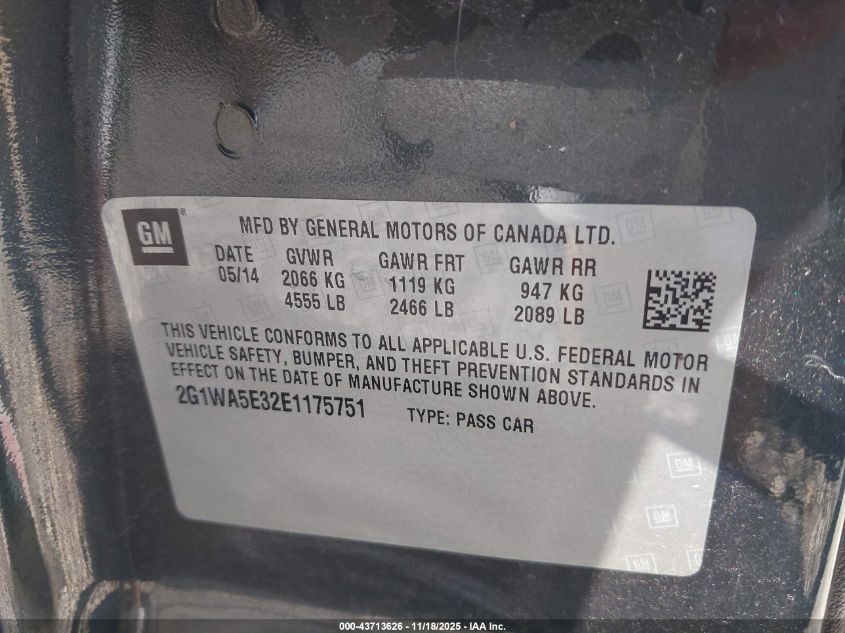 GM®
MFD BY GENERAL MOTORS OF CANADA LTD.
DATE GVWR GAWR FRT GAWR RR
05/14 2066 KG 1119 KG 947 KG
4555 LB 2466 LB 2089 LB
THIS VEHICLE CONFORMS TO ALL APPLICABLE U.S. FEDERAL MOTOR
VEHICLE SAFETY, BUMPER, AND THEFT PREVENTION STANDARDS IN
EFFECT ON THE DATE OF MANUFACTURE SHOWN ABOVE.
2G1WA5E32E1175751 TYPE: PASS CAR
000-43713626 - 11/18/2025 - IAA Inc.